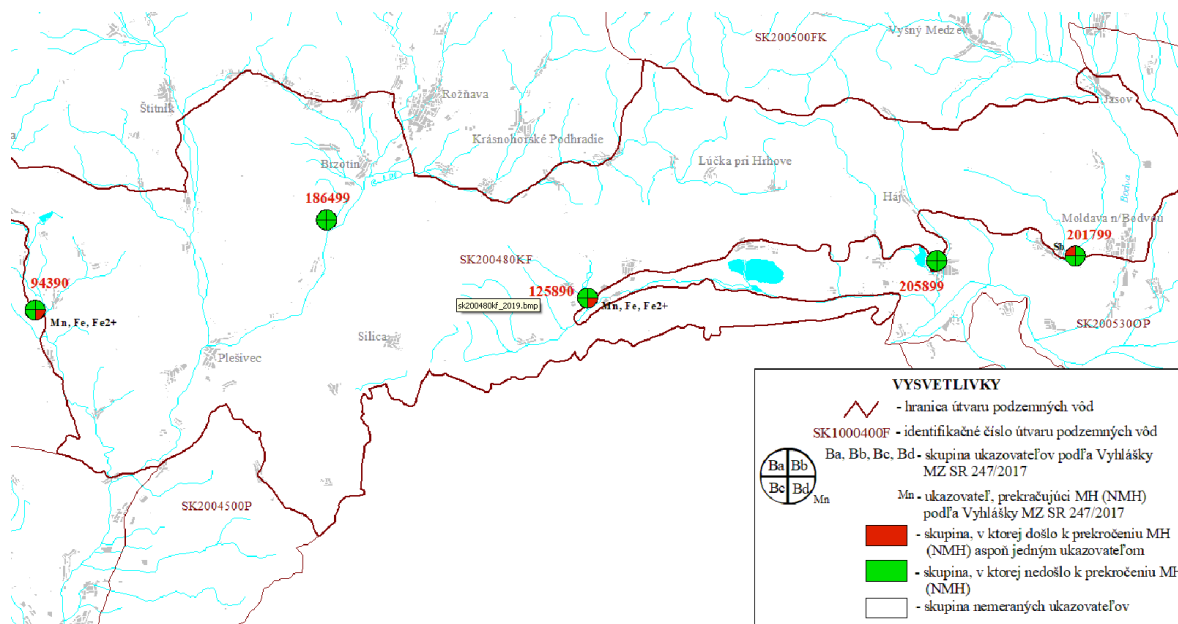 SK200500FK
Vyšný Medzev
Štítnik
Rožňava
Jasov
Krásnohorské Podhradie
Brzotín
Lúčka pri Hrhove
186499
Háj
Bodva
Moldava n/Bodvou
201799
Sb
SK200480KF
94390
125890
205899
sk200480kf_2019.bmp
Mn, Fe, Fe2+
Mn, Fe, Fe2+
SK200530OP
Silica
Plešivec
SK2004500P
VYSVETLIVKY
- hranica útvaru podzemných vôd
SK1000400F - identifikačné číslo útvaru podzemných vôd
Ba, Bb, Bc, Bd - skupina ukazovateľov podľa Vyhlášky
MZ SR 247/2017
Ba Bb
Bc Bd
Mn
Mn - ukazovateľ, prekračujúci MH (NMH)
podľa Vyhlášky MZ SR 247/2017
- skupina, v ktorej došlo k prekročeniu MH
(NMH) aspoň jedným ukazovateľom
- skupina, v ktorej nedošlo k prekročeniu MH
(NMH)
- skupina nemeraných ukazovateľov